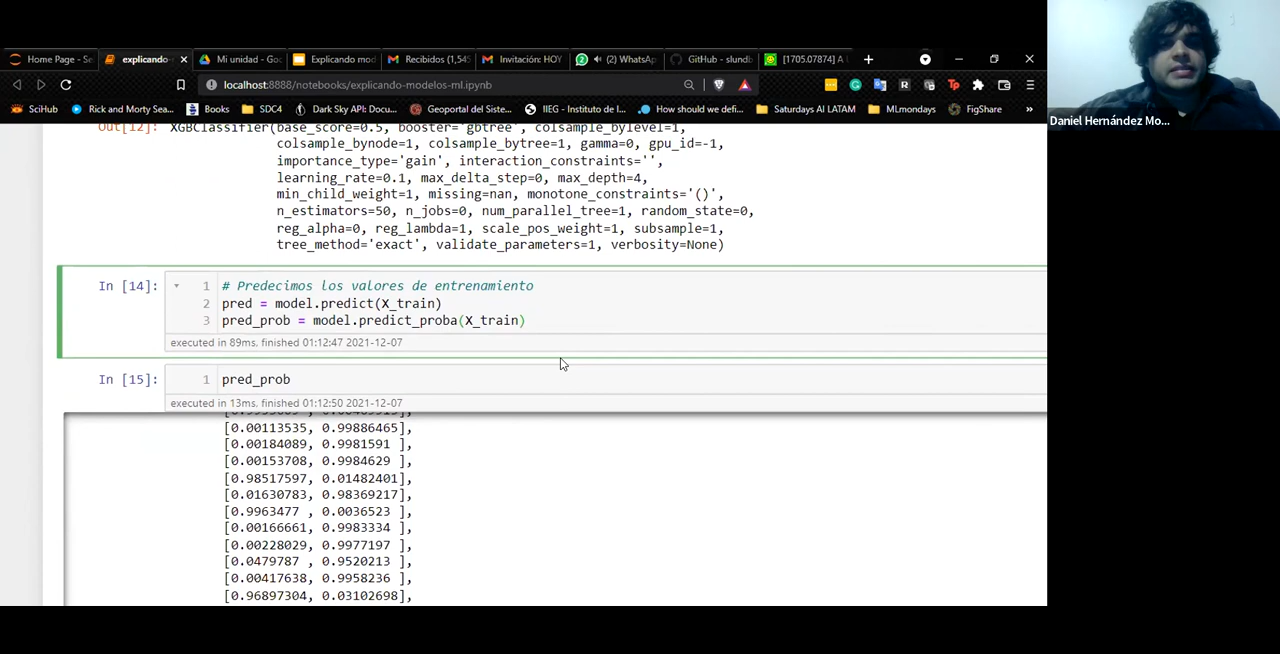 Home Page - Se
explicando-
Mi unidad - Goo
Explicando mod
Recibidos (1,545
Invitación: HOY
(2) WhatsAp
GitHub - slundb
[1705.07874] A
localhost:8888/notebooks/explicando-modelos-ml.ipynb
SciHub
Rick and Morty Sea...
Books
SDC4
Dark Sky API: Docu...
Geoportal del Siste...
IIEG - Instituto de I...
How should we defi...
Saturdays AI LATAM
MLmondays
FigShare
»
Daniel Hernández Mo...
Out[12]: XGBClassifier(base_score=0.5, booster='gbtree', colsample_bylevel=1,
colsample_bynode=1, colsample_bytree=1, gamma=0, gpu_id=-1,
importance_type='gain', interaction_constraints='',
learning_rate=0.1, max_delta_step=0, max_depth=4,
min_child_weight=1, missing=nan, monotone_constraints='()',
n_estimators=50, n_jobs=0, num_parallel_tree=1, random_state=0,
reg_alpha=0, reg_lambda=1, scale_pos_weight=1, subsample=1,
tree_method='exact', validate_parameters=1, verbosity=None)
In [14]: 1 # Predecimos los valores de entrenamiento
2 pred = model.predict(X_train)
3 pred_prob = model.predict_proba(X_train)
executed in 89ms, finished 01:12:47 2021-12-07
In [15]: 1 pred_prob
executed in 13ms, finished 01:12:50 2021-12-07
[0.00113535, 0.99886465],
[0.00184089, 0.9981591 ],
[0.00153708, 0.9984629 ],
[0.98517597, 0.01482401],
[0.01630783, 0.98369217],
[0.9963477 , 0.0036523 ],
[0.00166661, 0.9983334 ],
[0.00228029, 0.9977197 ],
[0.0479787 , 0.9520213 ],
[0.00417638, 0.9958236 ],
[0.96897304, 0.03102698],